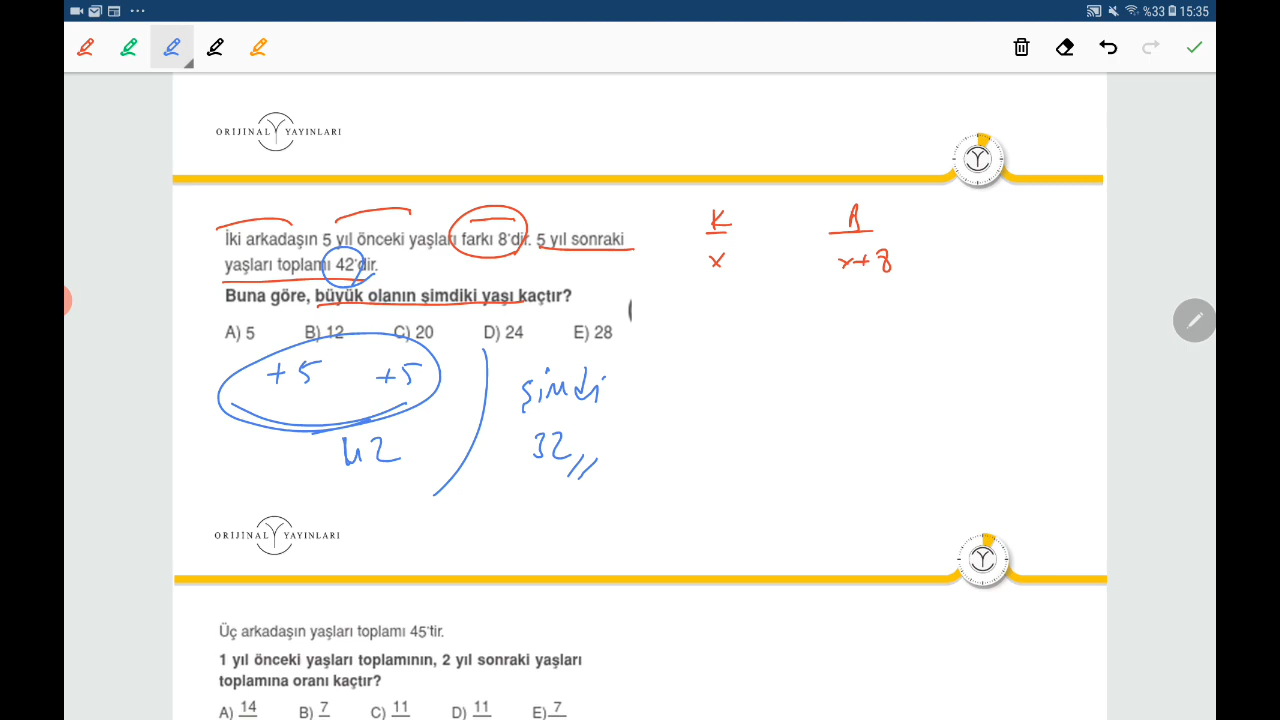 %33 15:35
ORIJINAL YAYINLARI
K A
x x+8
İki arkadaşın 5 yıl önceki yaşları farkı 8'dir. 5 yıl sonraki
yaşları toplamı 42'dir.
Buna göre, büyük olanın şimdiki yaşı kaçtır?
A) 5 B) 12 C) 20 D) 24 E) 28
+5 +5 şimdi
42 32
ORIJINAL YAYINLARI
Üç arkadaşın yaşları toplamı 45'tir.
1 yıl önceki yaşları toplamının, 2 yıl sonraki yaşları
toplamına oranı kaçtır?
A) 14 B) 7 C) 11 D) 11 E) 7